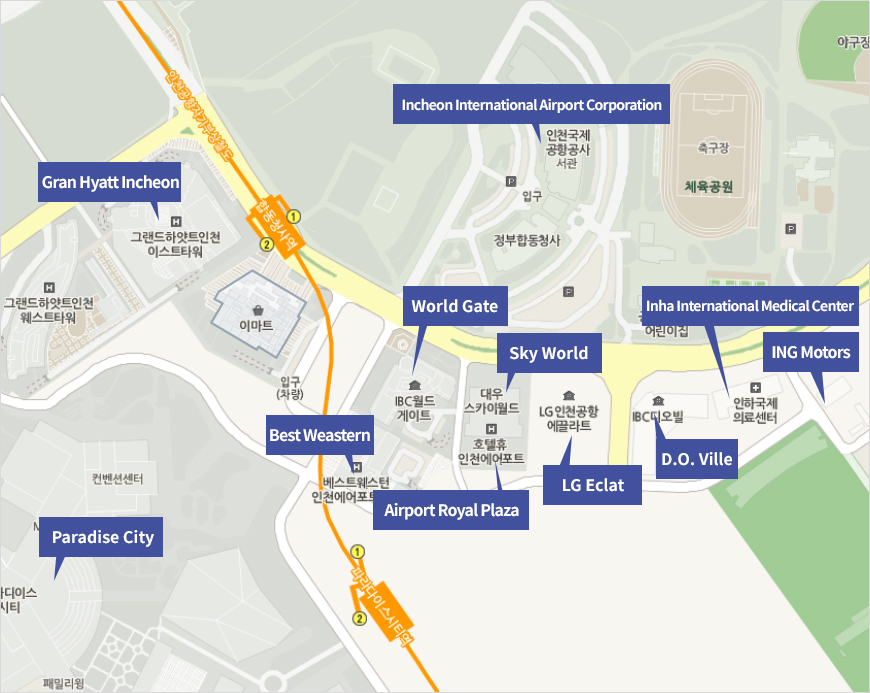 야구장
인천공항자기부상철도
Incheon International Airport Corporation
인천국제
공항공사
서관
축구장
체육공원
P
입구
Gran Hyatt Incheon
H
그랜드하얏트인천
이스트타워
합동청사역
1
2
정부합동청사
P
P
H
그랜드하얏트인천
웨스트타워
이마트
World Gate
Inha International Medical Center
어린이집
Sky World
ING Motors
입구
(차량)
IBC월드
게이트
대우
스카이월드
LG인천공항
에끌라트
IBC디오빌
인하국제
의료센터
H
호텔휴
인천에어포트
Best Weastern
H
베스트웨스턴
인천에어포트
D.O. Ville
LG Eclat
Airport Royal Plaza
컨벤션센터
Paradise City
1
파라다이스시티역
2
다이스
시티
패밀리윙